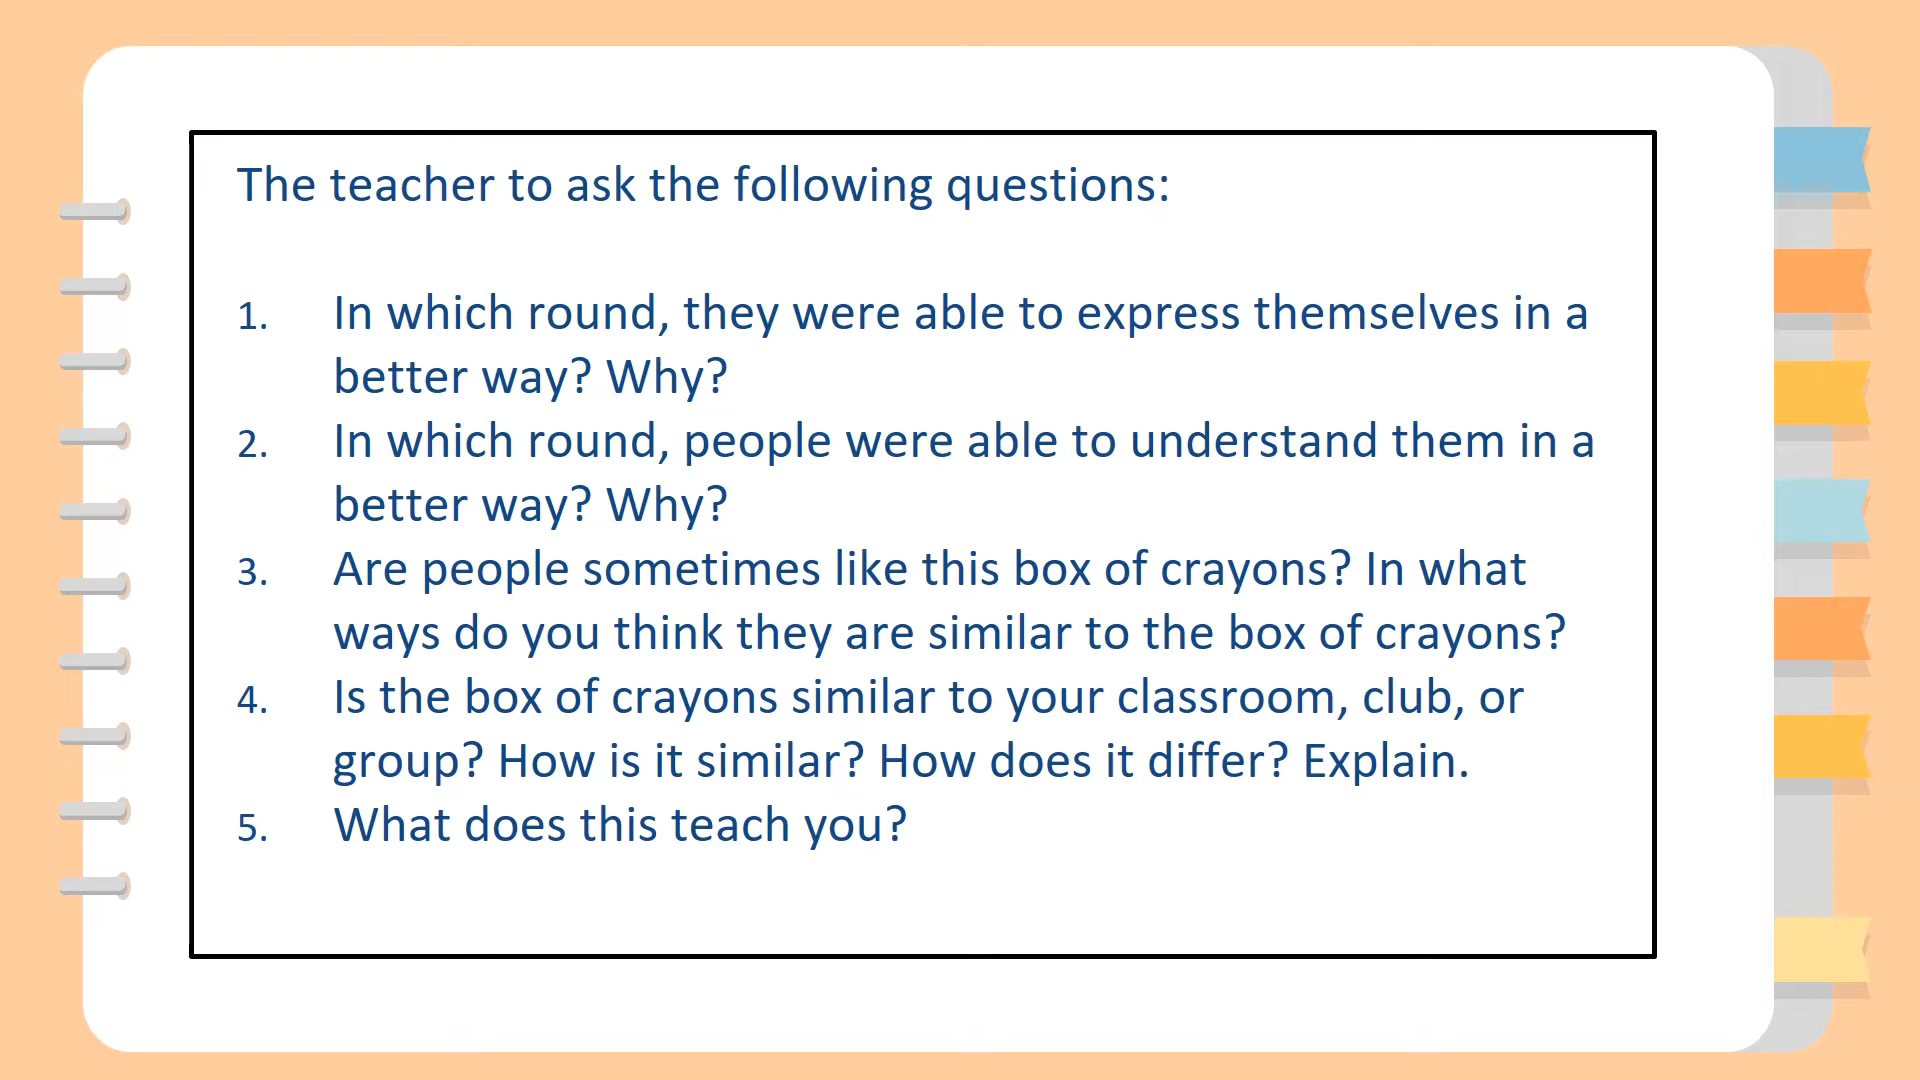 The teacher to ask the following questions:
1. In which round, they were able to express themselves in a
better way? Why?
2. In which round, people were able to understand them in a
better way? Why?
3. Are people sometimes like this box of crayons? In what
ways do you think they are similar to the box of crayons?
4. Is the box of crayons similar to your classroom, club, or
group? How is it similar? How does it differ? Explain.
5. What does this teach you?